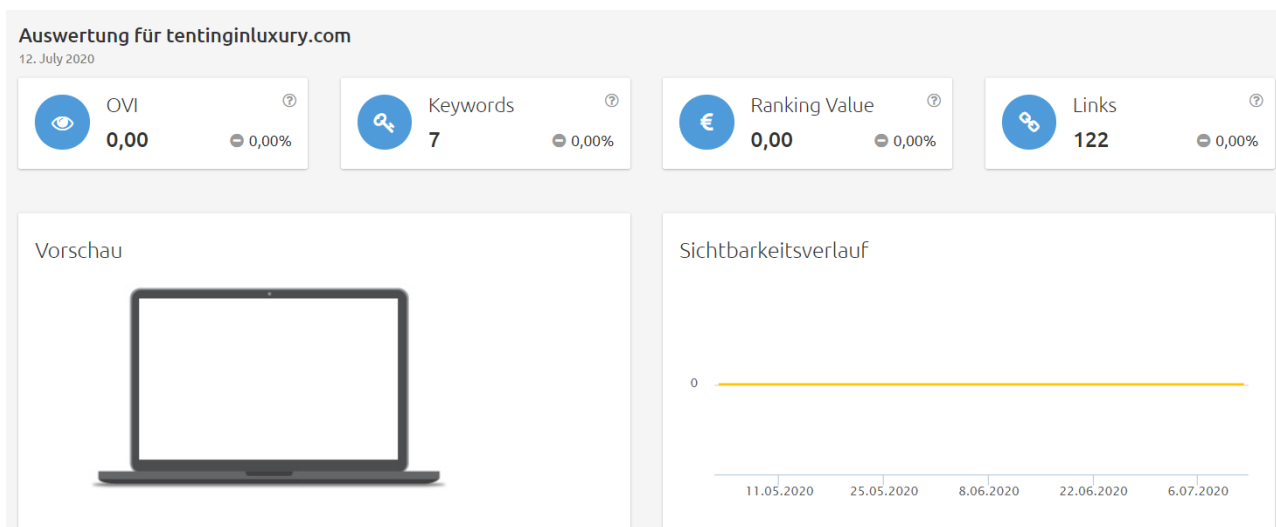 Auswertung für tentinginluxury.com
12. July 2020
OVI
0,00
0,00%
Keywords
7
0,00%
Ranking Value
0,00
0,00%
Links
122
0,00%
Vorschau
Sichtbarkeitsverlauf
0
11.05.2020 25.05.2020 8.06.2020 22.06.2020 6.07.2020